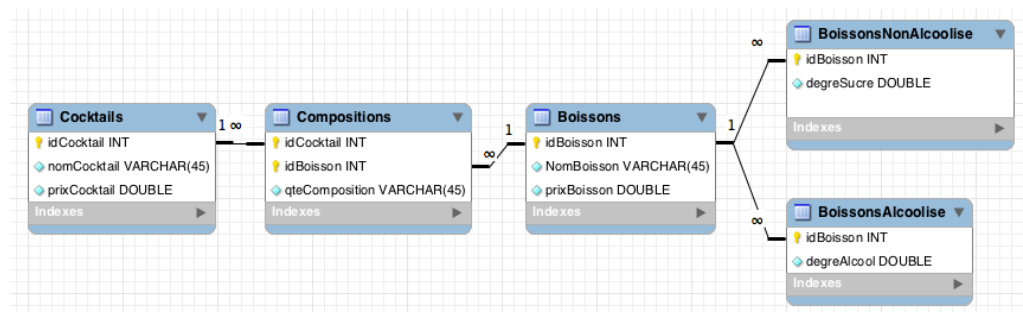 Cocktails
idCocktail INT
nomCocktail VARCHAR(45)
prixCocktail DOUBLE
Indexes
1 ∞
Compositions
idCocktail INT
idBoisson INT
qteComposition VARCHAR(45)
Indexes
∞
1
Boissons
idBoisson INT
NomBoisson VARCHAR(45)
prixBoisson DOUBLE
Indexes
1
∞
BoissonsNonAlcoolise
idBoisson INT
degreSucre DOUBLE
Indexes
∞
BoissonsAlcoolise
idBoisson INT
degreAlcool DOUBLE
Indexes